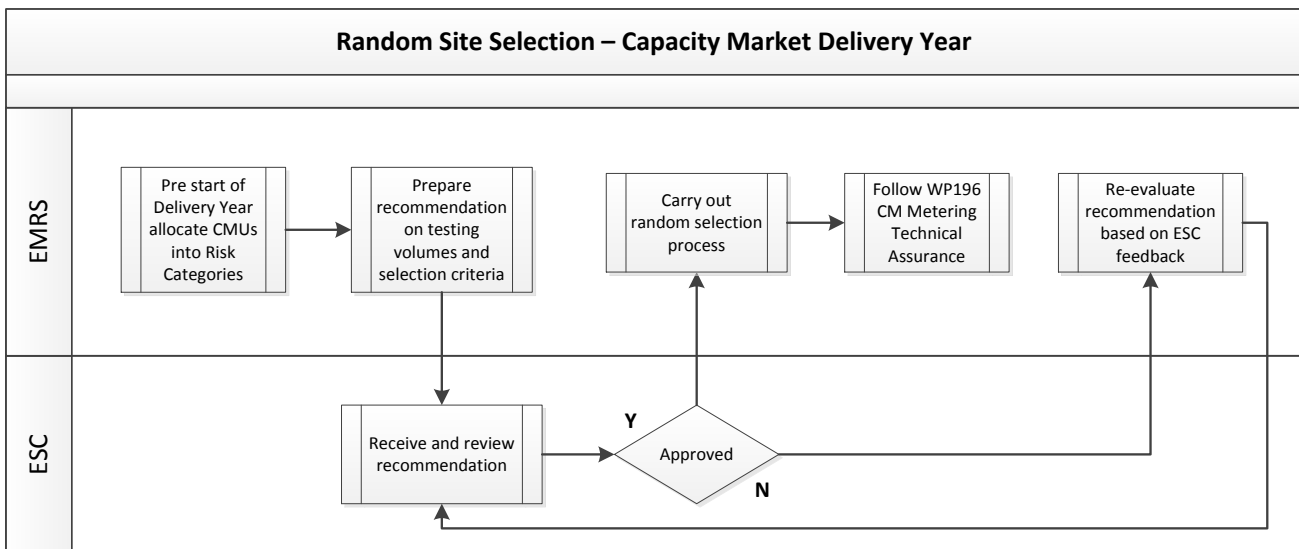 Random Site Selection – Capacity Market Delivery Year
EMRS
Pre start of
Delivery Year
allocate CMUs
into Risk
Categories
Prepare
recommendation
on testing
volumes and
selection criteria
Carry out
random selection
process
Follow WP196
CM Metering
Technical
Assurance
Re-evaluate
recommendation
based on ESC
feedback
ESC
Receive and review
recommendation
Y
Approved
N